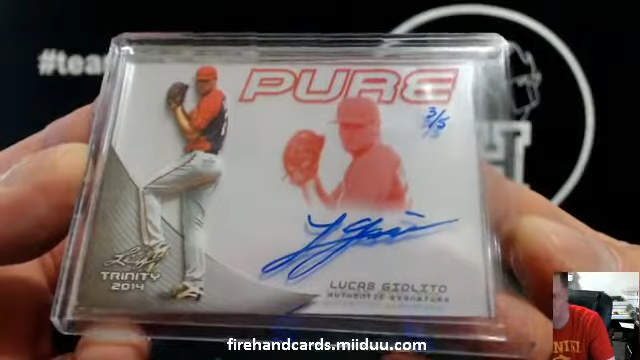 #tea
PURE
3/5
Leaf
TRINITY
2014
LUCAS GIOLITO
AUTHENTIC SIGNATURE
firehandcards.miiduu.com